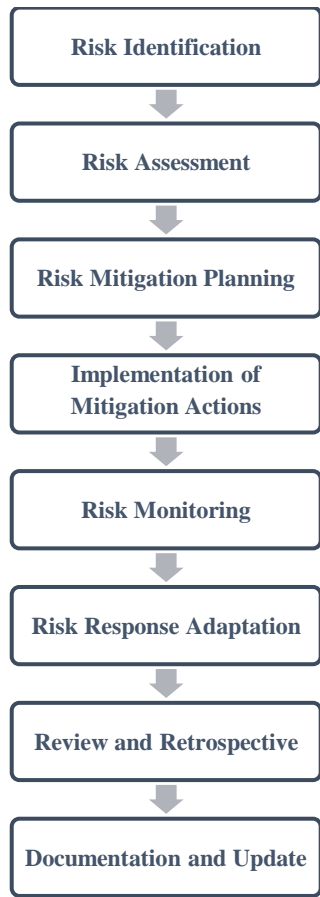 Risk Identification
Risk Assessment
Risk Mitigation Planning
Implementation of
Mitigation Actions
Risk Monitoring
Risk Response Adaptation
Review and Retrospective
Documentation and Update